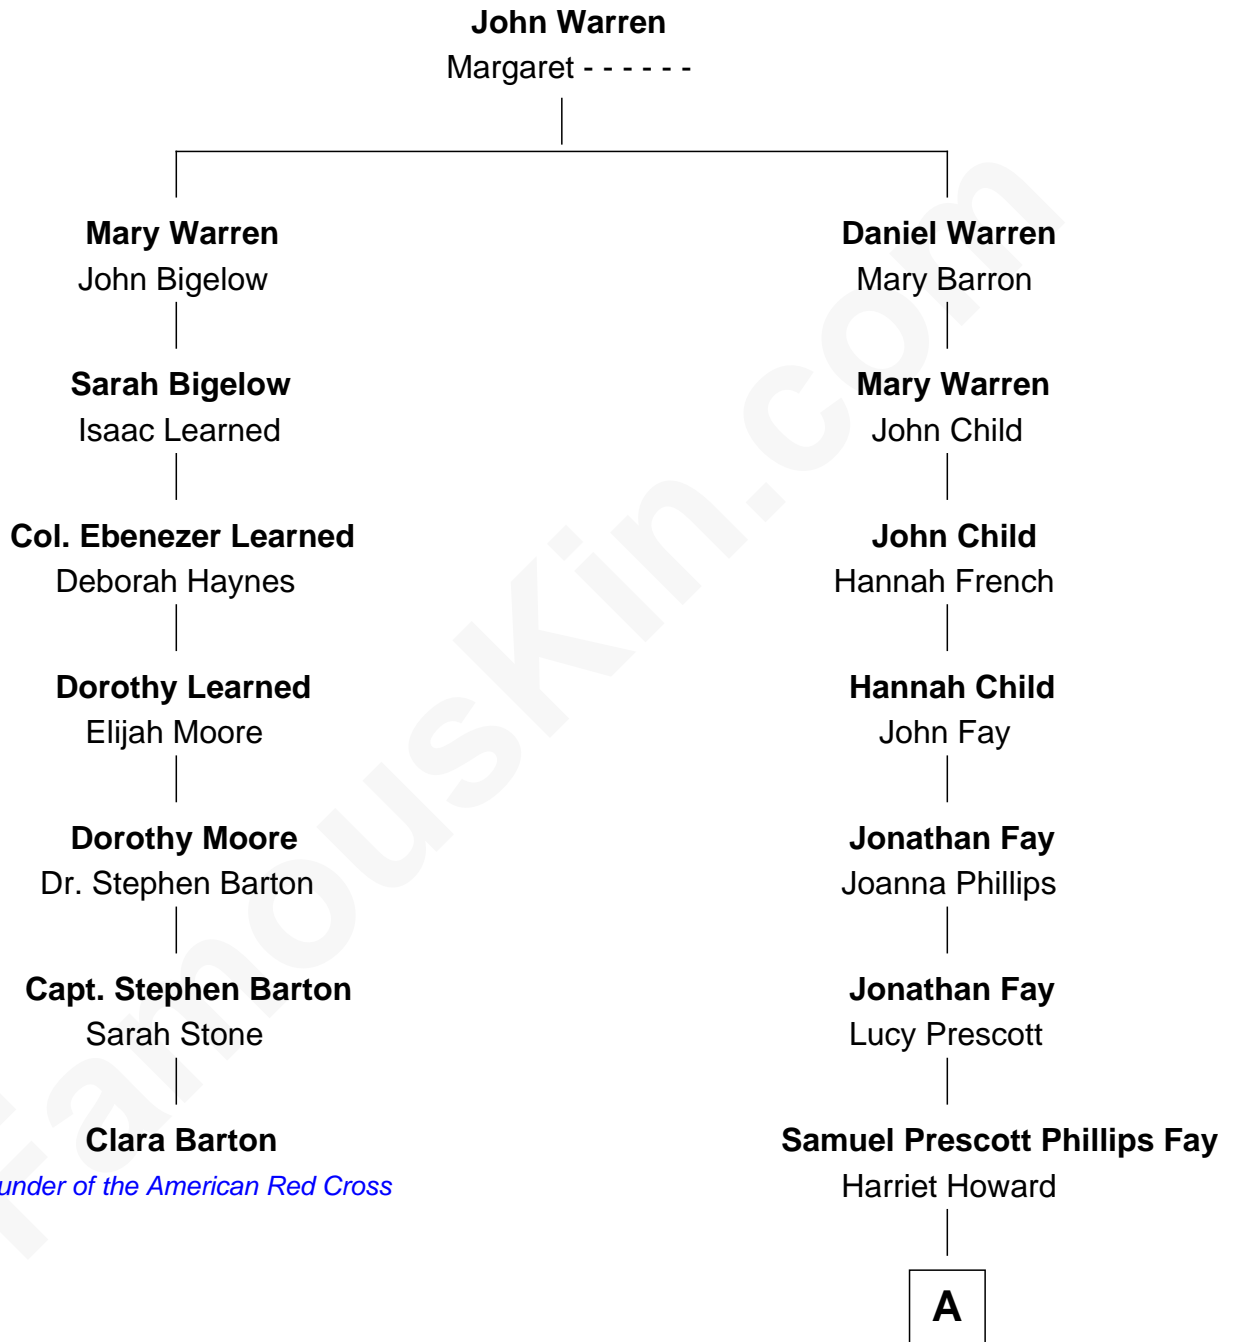 John Warren
Margaret - - - - - -
Mary Warren
John Bigelow
Daniel Warren
Mary Barron
Sarah Bigelow
Isaac Learned
Mary Warren
John Child
Col. Ebenezer Learned
Deborah Haynes
John Child
Hannah French
Dorothy Learned
Elijah Moore
Hannah Child
John Fay
Dorothy Moore
Dr. Stephen Barton
Jonathan Fay
Joanna Phillips
Capt. Stephen Barton
Sarah Stone
Jonathan Fay
Lucy Prescott
Clara Barton
under of the American Red Cross
Samuel Prescott Phillips Fay
Harriet Howard
A
FamousKin.com